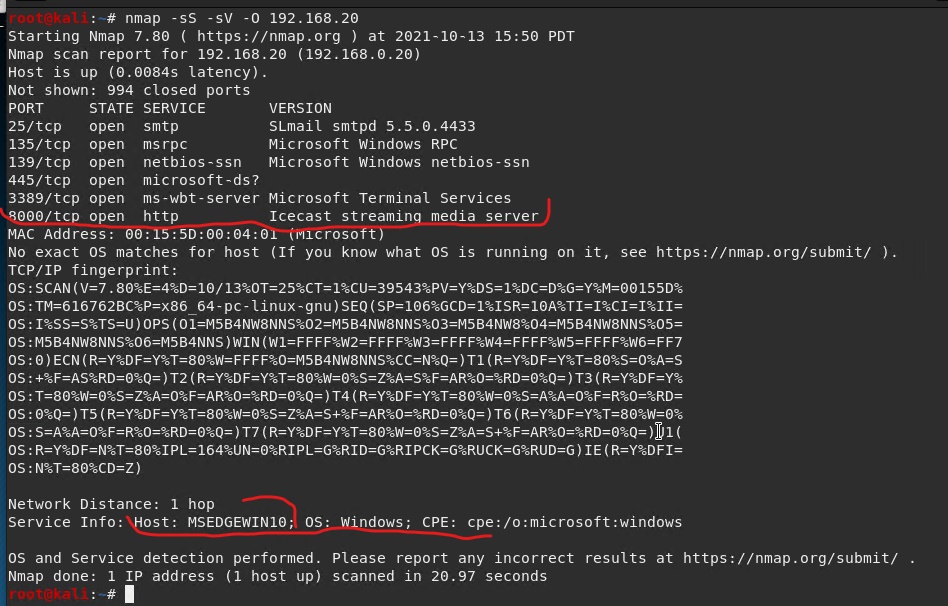 root@kali:~# nmap -sS -sV -O 192.168.20
Starting Nmap 7.80 ( https://nmap.org ) at 2021-10-13 15:50 PDT
Nmap scan report for 192.168.20 (192.168.0.20)
Host is up (0.0084s latency).
Not shown: 994 closed ports
PORT     STATE SERVICE       VERSION
25/tcp   open  smtp          SLmail smtpd 5.5.0.4433
135/tcp  open  msrpc         Microsoft Windows RPC
139/tcp  open  netbios-ssn   Microsoft Windows netbios-ssn
445/tcp  open  microsoft-ds?
3389/tcp open  ms-wbt-server Microsoft Terminal Services
8000/tcp open  http          Icecast streaming media server
MAC Address: 00:15:5D:00:04:01 (Microsoft)
No exact OS matches for host (If you know what OS is running on it, see https://nmap.org/submit/ ).
TCP/IP fingerprint:
OS:SCAN(V=7.80%E=4%D=10/13%OT=25%CT=1%CU=39543%PV=Y%DS=1%DC=D%G=Y%M=00155D%
OS:TM=616762BC%P=x86_64-pc-linux-gnu)SEQ(SP=106%GCD=1%ISR=10A%TI=I%CI=I%II=
OS:I%SS=S%TS=U)OPS(O1=M5B4NW8NNS%O2=M5B4NW8NNS%O3=M5B4NW8%O4=M5B4NW8NNS%O5=
OS:M5B4NW8NNS%O6=M5B4NNS)WIN(W1=FFFF%W2=FFFF%W3=FFFF%W4=FFFF%W5=FFFF%W6=FF7
OS:0)ECN(R=Y%DF=Y%T=80%W=FFFF%O=M5B4NW8NNS%CC=N%Q=)T1(R=Y%DF=Y%T=80%S=O%A=S
OS:+%F=AS%RD=0%Q=)T2(R=Y%DF=Y%T=80%W=0%S=Z%A=S%F=AR%O=%RD=0%Q=)T3(R=Y%DF=Y%
OS:T=80%W=0%S=Z%A=O%F=AR%O=%RD=0%Q=)T4(R=Y%DF=Y%T=80%W=0%S=A%A=O%F=R%O=%RD=
OS:0%Q=)T5(R=Y%DF=Y%T=80%W=0%S=Z%A=S+%F=AR%O=%RD=0%Q=)T6(R=Y%DF=Y%T=80%W=0%
OS:S=A%A=O%F=R%O=%RD=0%Q=)T7(R=Y%DF=Y%T=80%W=0%S=Z%A=S+%F=AR%O=%RD=0%Q=)U1(
OS:R=Y%DF=N%T=80%IPL=164%UN=0%RIPL=G%RID=G%RIPCK=G%RUCK=G%RUD=G)IE(R=Y%DFI=
OS:N%T=80%CD=Z)
Network Distance: 1 hop
Service Info: Host: MSEDGEWIN10; OS: Windows; CPE: cpe:/o:microsoft:windows
OS and Service detection performed. Please report any incorrect results at https://nmap.org/submit/ .
Nmap done: 1 IP address (1 host up) scanned in 20.97 seconds
root@kali:~#